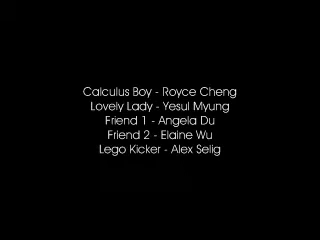 Calculus Boy - Royce Cheng
Lovely Lady - Yesul Myung
Friend 1 - Angela Du
Friend 2 - Elaine Wu
Lego Kicker - Alex Selig